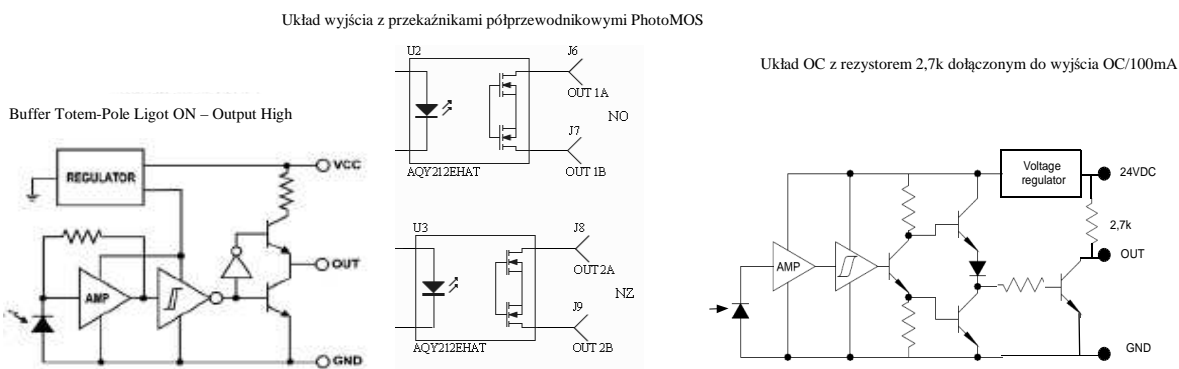 Układ wyjścia z przekaźnikami półprzewodnikowymi PhotoMOS
Buffer Totem-Pole Ligot ON – Output High
REGULATOR
VCC
AMP
OUT
GND
U2
J6
OUT 1A
NO
J7
AQY212EHAT
OUT 1B
U3
J8
OUT 2A
NZ
J9
AQY212EHAT
OUT 2B
Układ OC z rezystorem 2,7k dołączonym do wyjścia OC/100mA
Voltage
regulator
24VDC
2,7k
OUT
AMP
GND